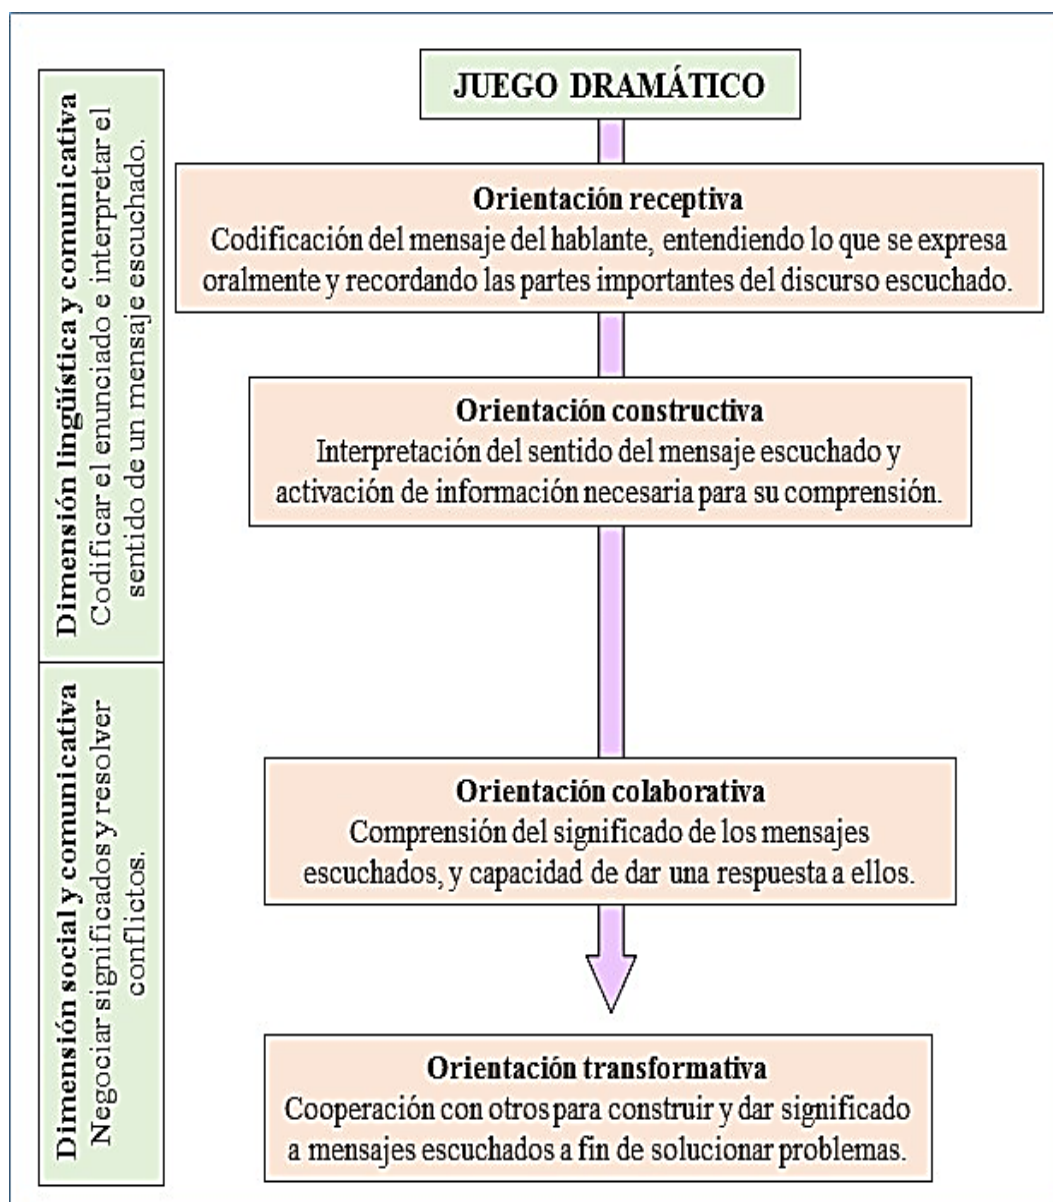 JUEGO DRAMÁTICO
Dimensión lingüística y comunicativa
Codificar el enunciado e interpretar el
sentido de un mensaje escuchado.
Orientación receptiva
Codificación del mensaje del hablante, entendiendo lo que se expresa
oralmente y recordando las partes importantes del discurso escuchado.
Orientación constructiva
Interpretación del sentido del mensaje escuchado y
activación de información necesaria para su comprensión.
Dimensión social y comunicativa
Negociar significados y resolver
conflictos.
Orientación colaborativa
Comprensión del significado de los mensajes
escuchados, y capacidad de dar una respuesta a ellos.
Orientación transformativa
Cooperación con otros para construir y dar significado
a mensajes escuchados a fin de solucionar problemas.